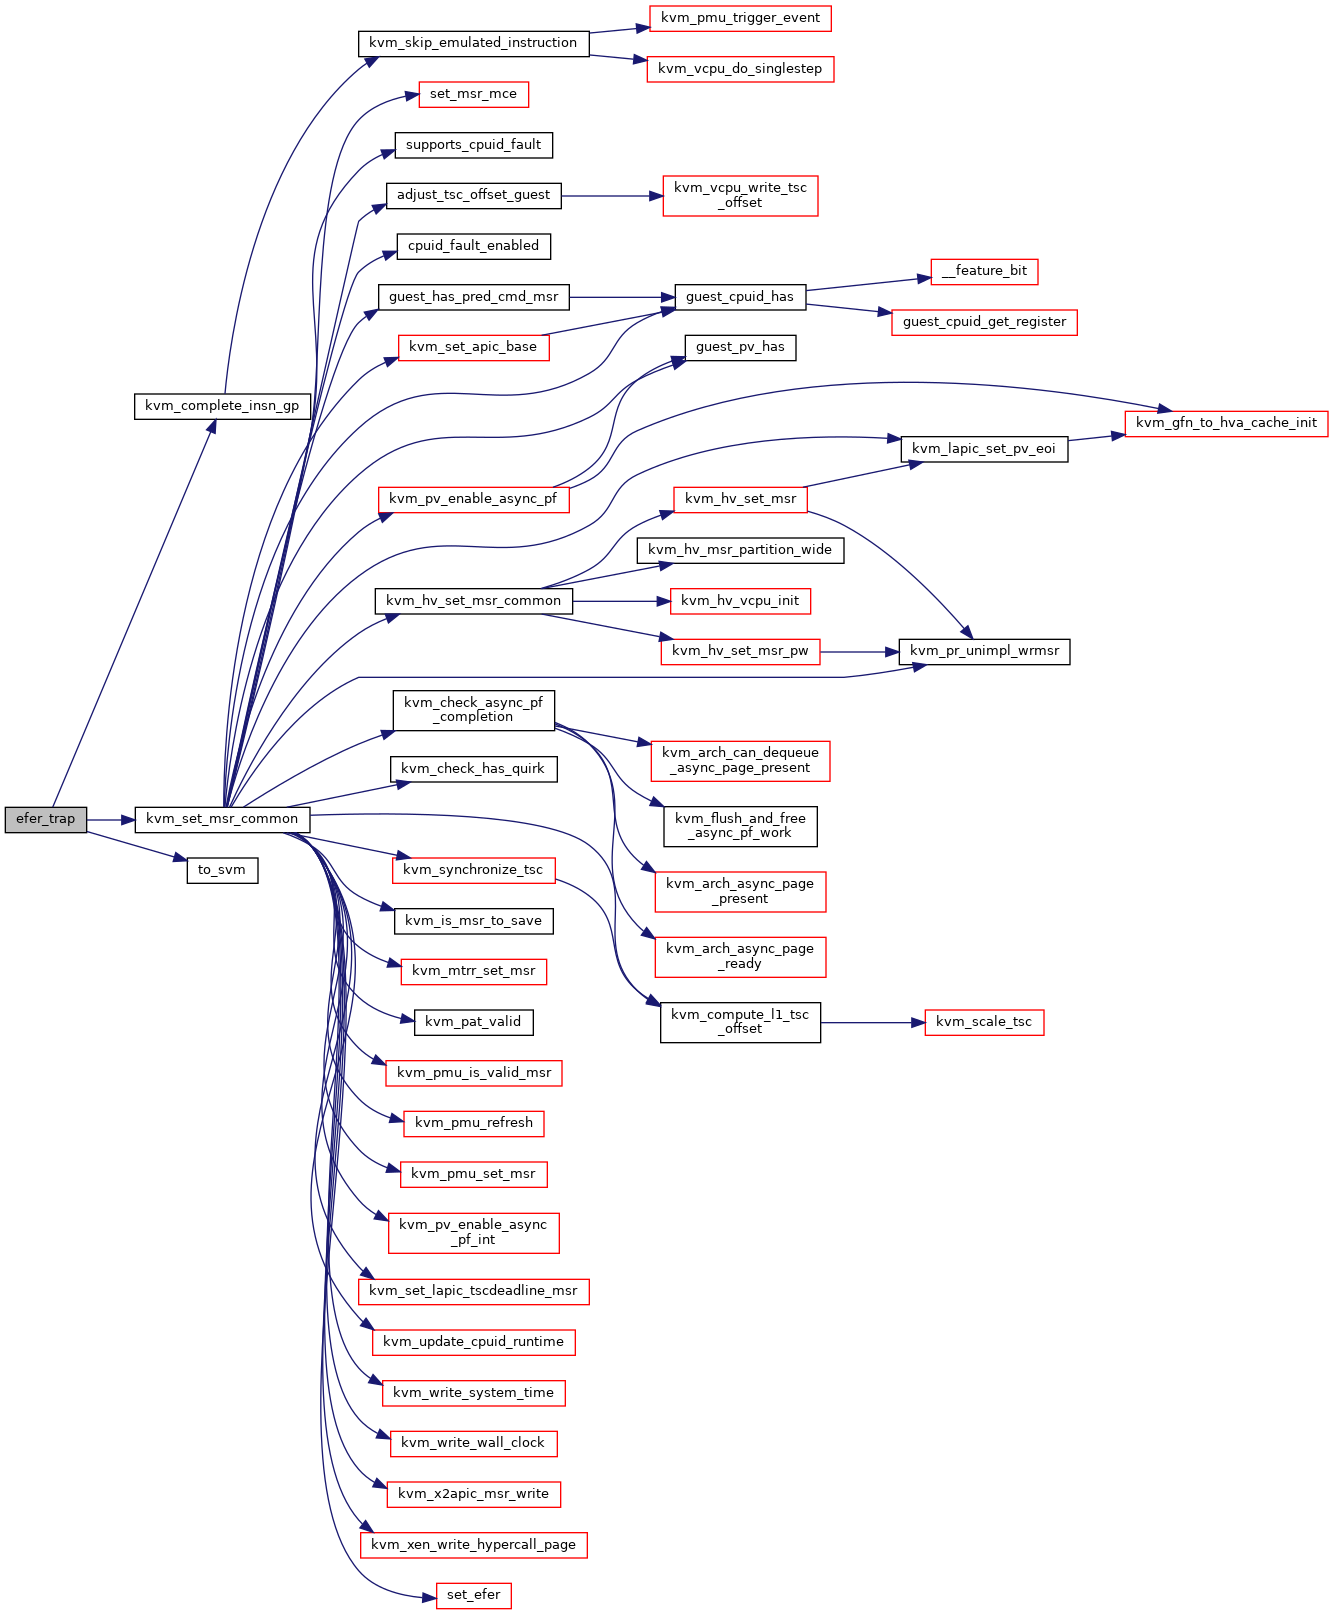 kvm_pmu_trigger_event
kvm_skip_emulated_instruction
kvm_vcpu_do_singlestep
set_msr_mce
supports_cpuid_fault
adjust_tsc_offset_guest
kvm_vcpu_write_tsc
_offset
cpuid_fault_enabled
__feature_bit
guest_has_pred_cmd_msr
guest_cpuid_has
guest_cpuid_get_register
kvm_set_apic_base
guest_pv_has
kvm_complete_insn_gp
kvm_gfn_to_hva_cache_init
kvm_lapic_set_pv_eoi
kvm_pv_enable_async_pf
kvm_hv_set_msr
kvm_hv_msr_partition_wide
kvm_hv_set_msr_common
kvm_hv_vcpu_init
kvm_hv_set_msr_pw
kvm_pr_unimpl_wrmsr
kvm_check_async_pf
_completion
kvm_arch_can_dequeue
_async_page_present
kvm_check_has_quirk
efer_trap
kvm_set_msr_common
kvm_flush_and_free
_async_pf_work
to_svm
kvm_synchronize_tsc
kvm_arch_async_page
_present
kvm_is_msr_to_save
kvm_arch_async_page
_ready
kvm_mtrr_set_msr
kvm_pat_valid
kvm_compute_l1_tsc
_offset
kvm_scale_tsc
kvm_pmu_is_valid_msr
kvm_pmu_refresh
kvm_pmu_set_msr
kvm_pv_enable_async
_pf_int
kvm_set_lapic_tscdeadline_msr
kvm_update_cpuid_runtime
kvm_write_system_time
kvm_write_wall_clock
kvm_x2apic_msr_write
kvm_xen_write_hypercall_page
set_efer